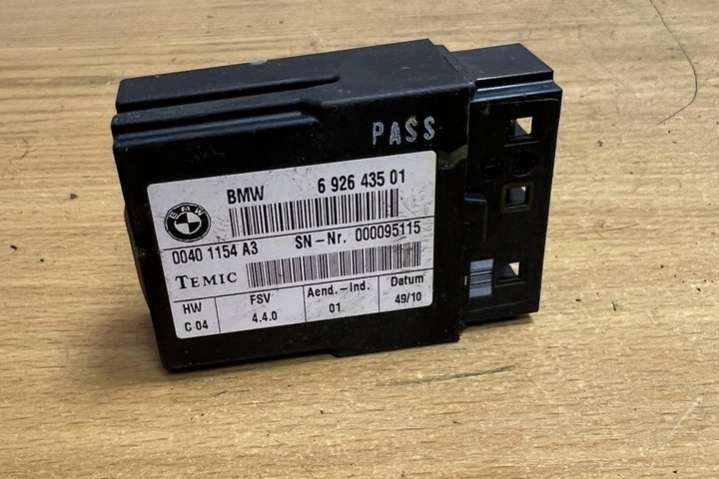 PASS
BMW
BMW 6 926 435 01
0040 1154 A3 SN-Nr. 000095115
TEMIC
HW FSV Aend.-Ind. Datum
C 04 4.4.0 01 49/10